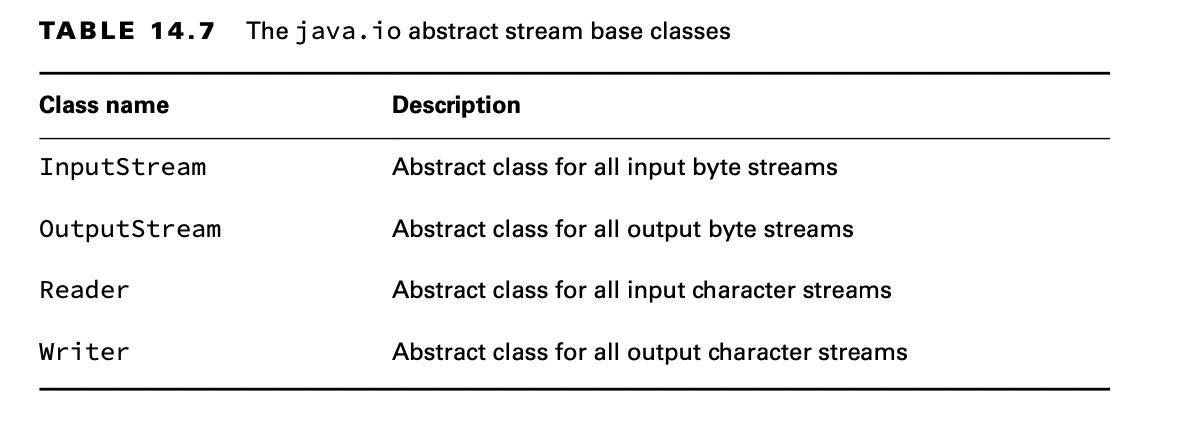 TABLE 14.7 The java.io abstract stream base classes
Class name Description
InputStream Abstract class for all input byte streams
OutputStream Abstract class for all output byte streams
Reader Abstract class for all input character streams
Writer Abstract class for all output character streams